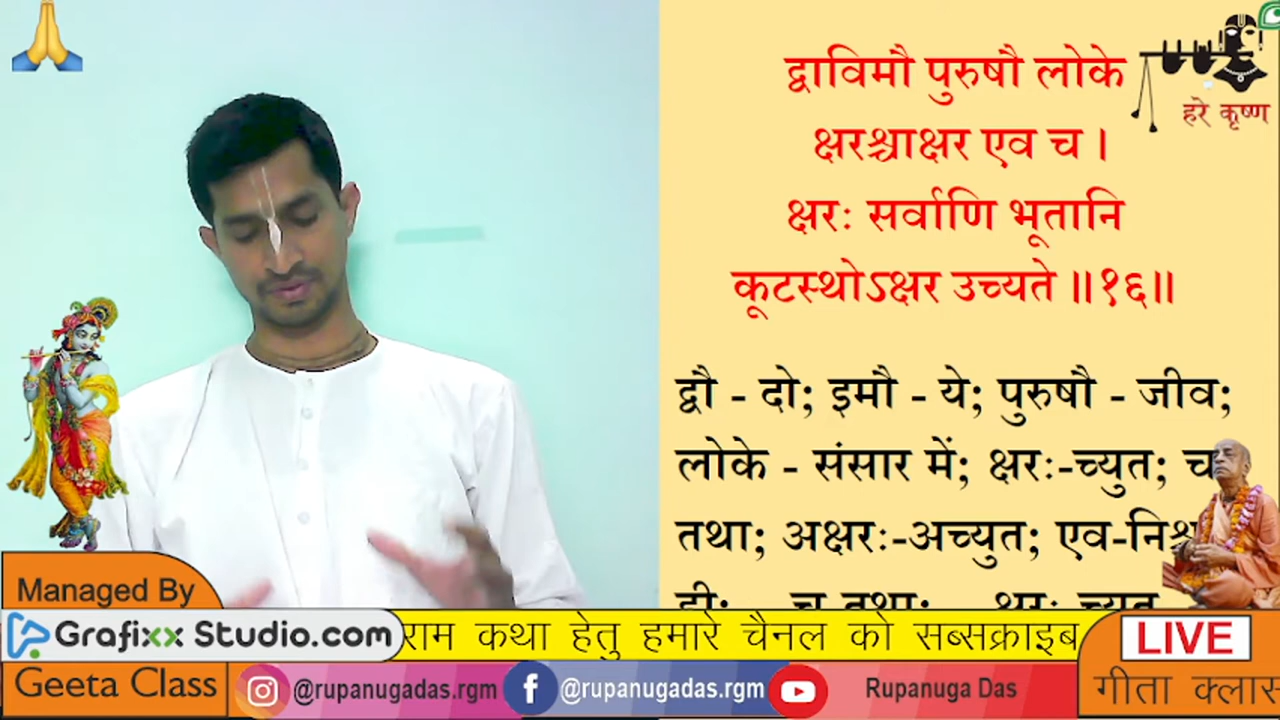 द्वाविमौ पुरुषौ लोके
क्षरश्चाक्षर एव च ।
क्षरः सर्वाणि भूतानि
कूटस्थोऽक्षर उच्यते ॥१६॥
हरे कृष्ण
द्वौ - दो; इमौ - ये; पुरुषौ - जीव;
लोके - संसार में; क्षरः-च्युत; च
तथा; अक्षरः-अच्युत; एव-निश्च
Managed By
Grafixx Studio.com
राम कथा हेतु हमारे चैनल को सब्सक्राइब
LIVE
Geeta Class
@rupanugadas.rgm
@rupanugadas.rgm
Rupanuga Das
गीता क्लास